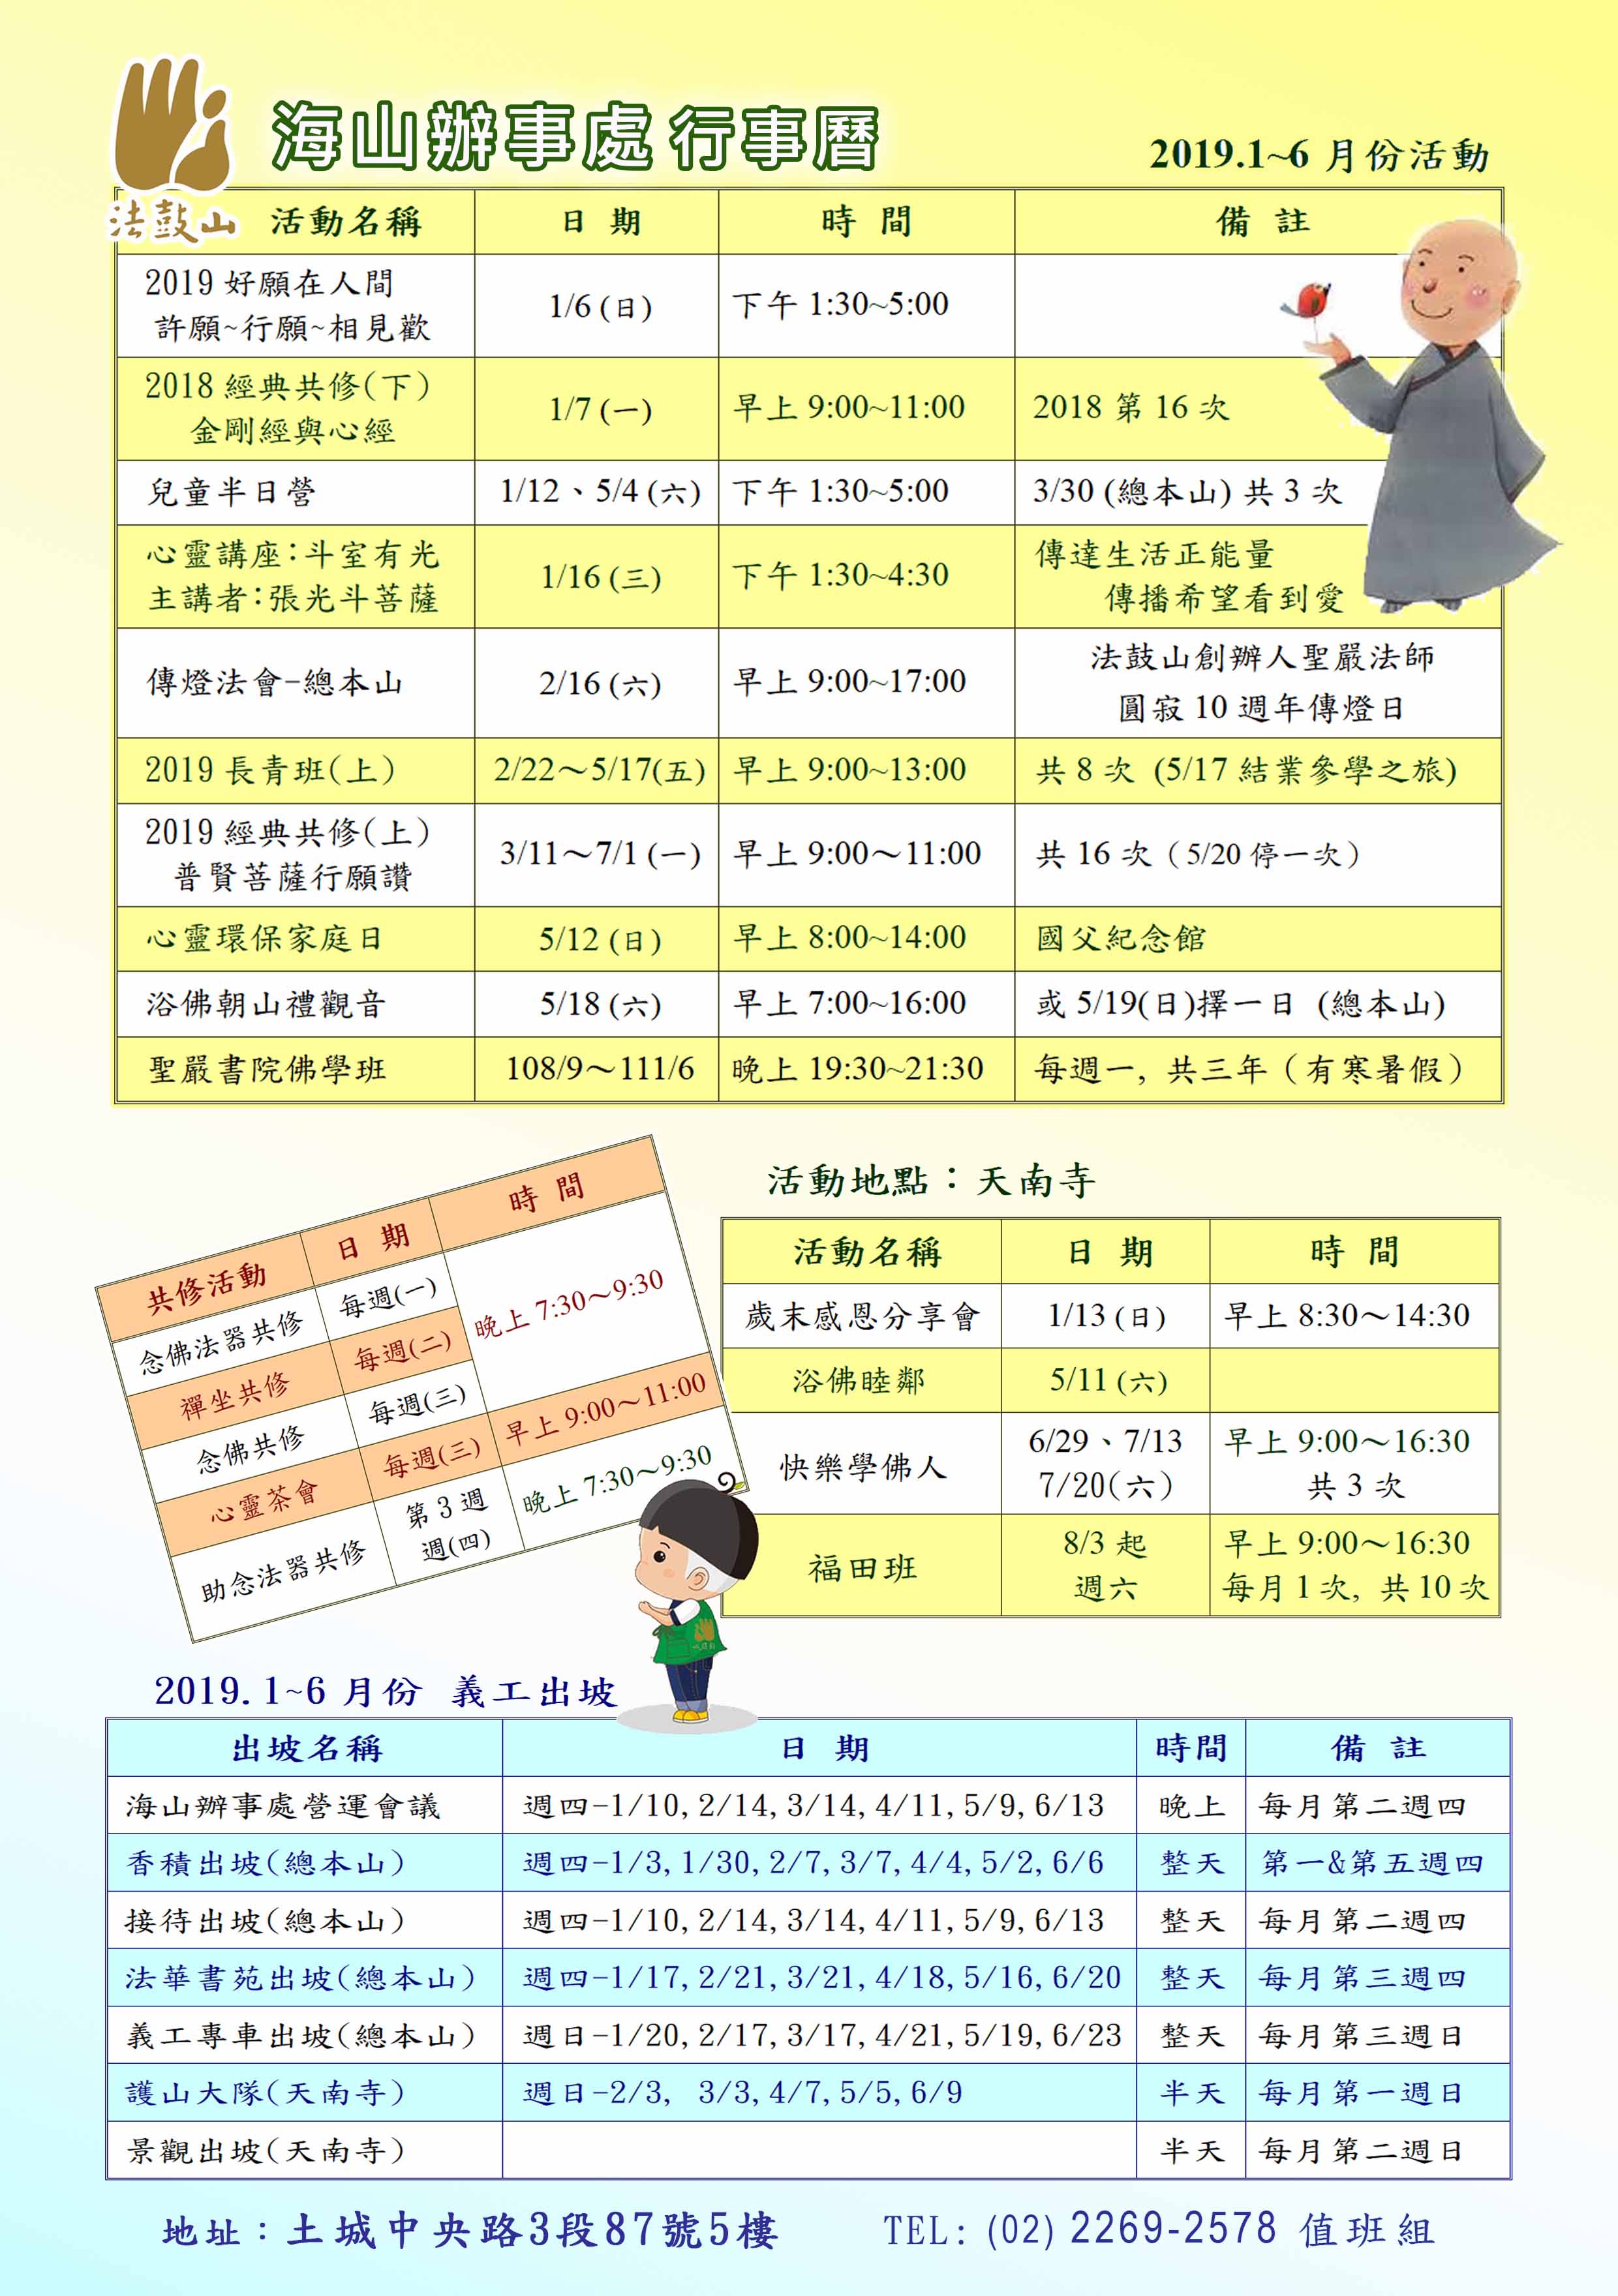 海山辦事處 行事曆
2019.1~6 月份活動
法鼓山
活動名稱 日 期 時 間 備 註
2019 好願在人間
許願~行願~相見歡
1/6 (日) 下午 1:30~5:00
2018 經典共修(下)
金剛經與心經
1/7 (一) 早上 9:00~11:00 2018 第 16 次
兒童半日營 1/12、5/4 (六) 下午 1:30~5:00 3/30 (總本山) 共 3 次
心靈講座:斗室有光
主講者:張光斗菩薩
1/16 (三) 下午 1:30~4:30
傳達生活正能量
傳播希望看到愛
傳燈法會-總本山 2/16 (六) 早上 9:00~17:00
法鼓山創辦人聖嚴法師
圓寂 10 週年傳燈日
2019 長青班(上) 2/22～5/17(五) 早上 9:00~13:00 共 8 次 (5/17 結業參學之旅)
2019 經典共修(上)
普賢菩薩行願讚
3/11～7/1 (一) 早上 9:00～11:00 共 16 次（5/20 停一次）
心靈環保家庭日 5/12 (日) 早上 8:00~14:00 國父紀念館
浴佛朝山禮觀音 5/18 (六) 早上 7:00~16:00 或 5/19(日)擇一日 (總本山)
聖嚴書院佛學班 108/9～111/6 晚上 19:30~21:30 每週一, 共三年（有寒暑假）
共修活動 日 期 時 間
念佛法器共修 每週(一) 晚上 7:30～9:30
禪坐共修 每週(二)
念佛共修 每週(三)
心靈茶會 每週(三) 早上 9:00～11:00
助念法器共修 第 3 週
週(四)
晚上 7:30～9:30
活動地點：天南寺
活動名稱 日 期 時 間
歲末感恩分享會 1/13 (日) 早上 8:30～14:30
浴佛睦鄰 5/11 (六)
快樂學佛人
6/29、7/13
7/20(六)
早上 9:00～16:30
共 3 次
福田班
8/3 起
週六
早上 9:00～16:30
每月 1 次, 共 10 次
2019. 1~6 月份 義工出坡
出坡名稱 日 期 時間 備 註
海山辦事處營運會議 週四-1/10, 2/14, 3/14, 4/11, 5/9, 6/13 晚上 每月第二週四
香積出坡(總本山) 週四-1/3, 1/30, 2/7, 3/7, 4/4, 5/2, 6/6 整天 第一&第五週四
接待出坡(總本山) 週四-1/10, 2/14, 3/14, 4/11, 5/9, 6/13 整天 每月第二週四
法華書苑出坡(總本山) 週四-1/17, 2/21, 3/21, 4/18, 5/16, 6/20 整天 每月第三週四
義工專車出坡(總本山) 週日-1/20, 2/17, 3/17, 4/21, 5/19, 6/23 整天 每月第三週日
護山大隊(天南寺) 週日-2/3, 3/3, 4/7, 5/5, 6/9 半天 每月第一週日
景觀出坡(天南寺) 半天 每月第二週日
地址：土城中央路3段87號5樓 TEL: (02) 2269-2578 值班組